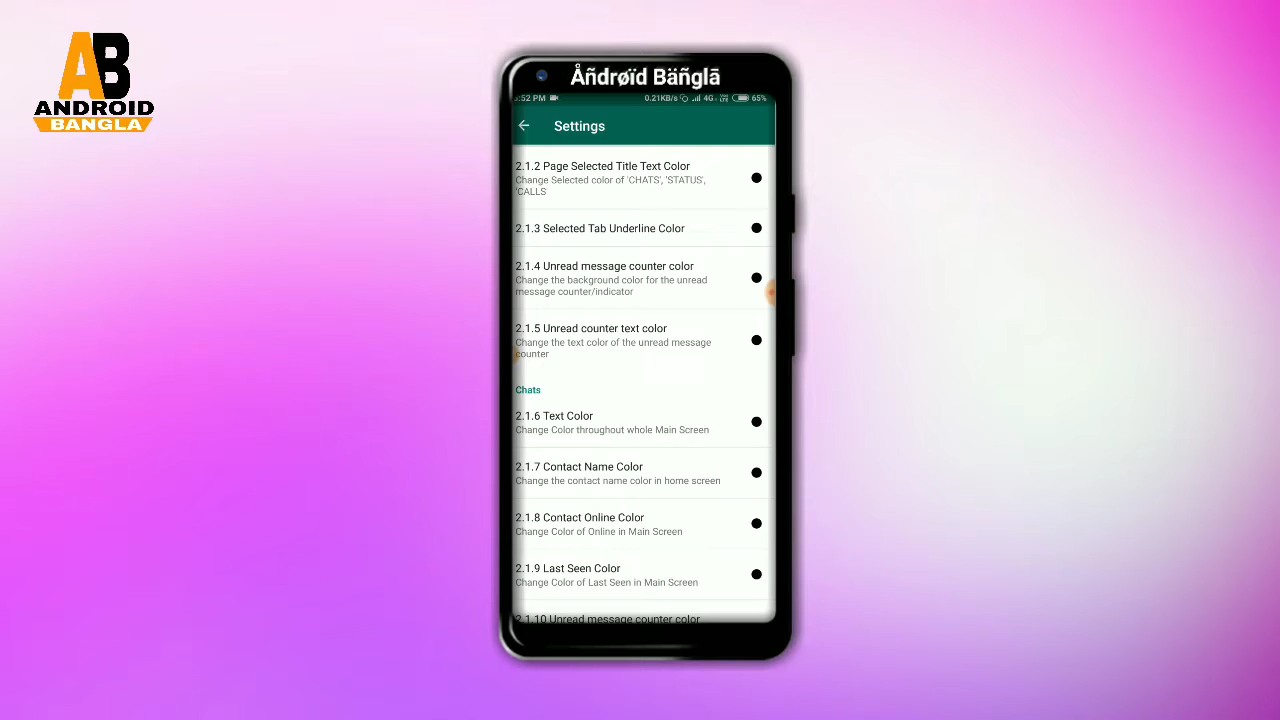 AB
ANDROID
BANGLA
Åñdrøïd Bäñglā
:52 PM 0.21KB/s 4G 65%
Settings
2.1.2 Page Selected Title Text Color
Change Selected color of 'CHATS', 'STATUS',
'CALLS
2.1.3 Selected Tab Underline Color
2.1.4 Unread message counter color
Change the background color for the unread
message counter/indicator
2.1.5 Unread counter text color
Change the text color of the unread message
counter
Chats
2.1.6 Text Color
Change Color throughout whole Main Screen
2.1.7 Contact Name Color
Change the contact name color in home screen
2.1.8 Contact Online Color
Change Color of Online in Main Screen
2.1.9 Last Seen Color
Change Color of Last Seen in Main Screen
2.1.10 Unread message counter color